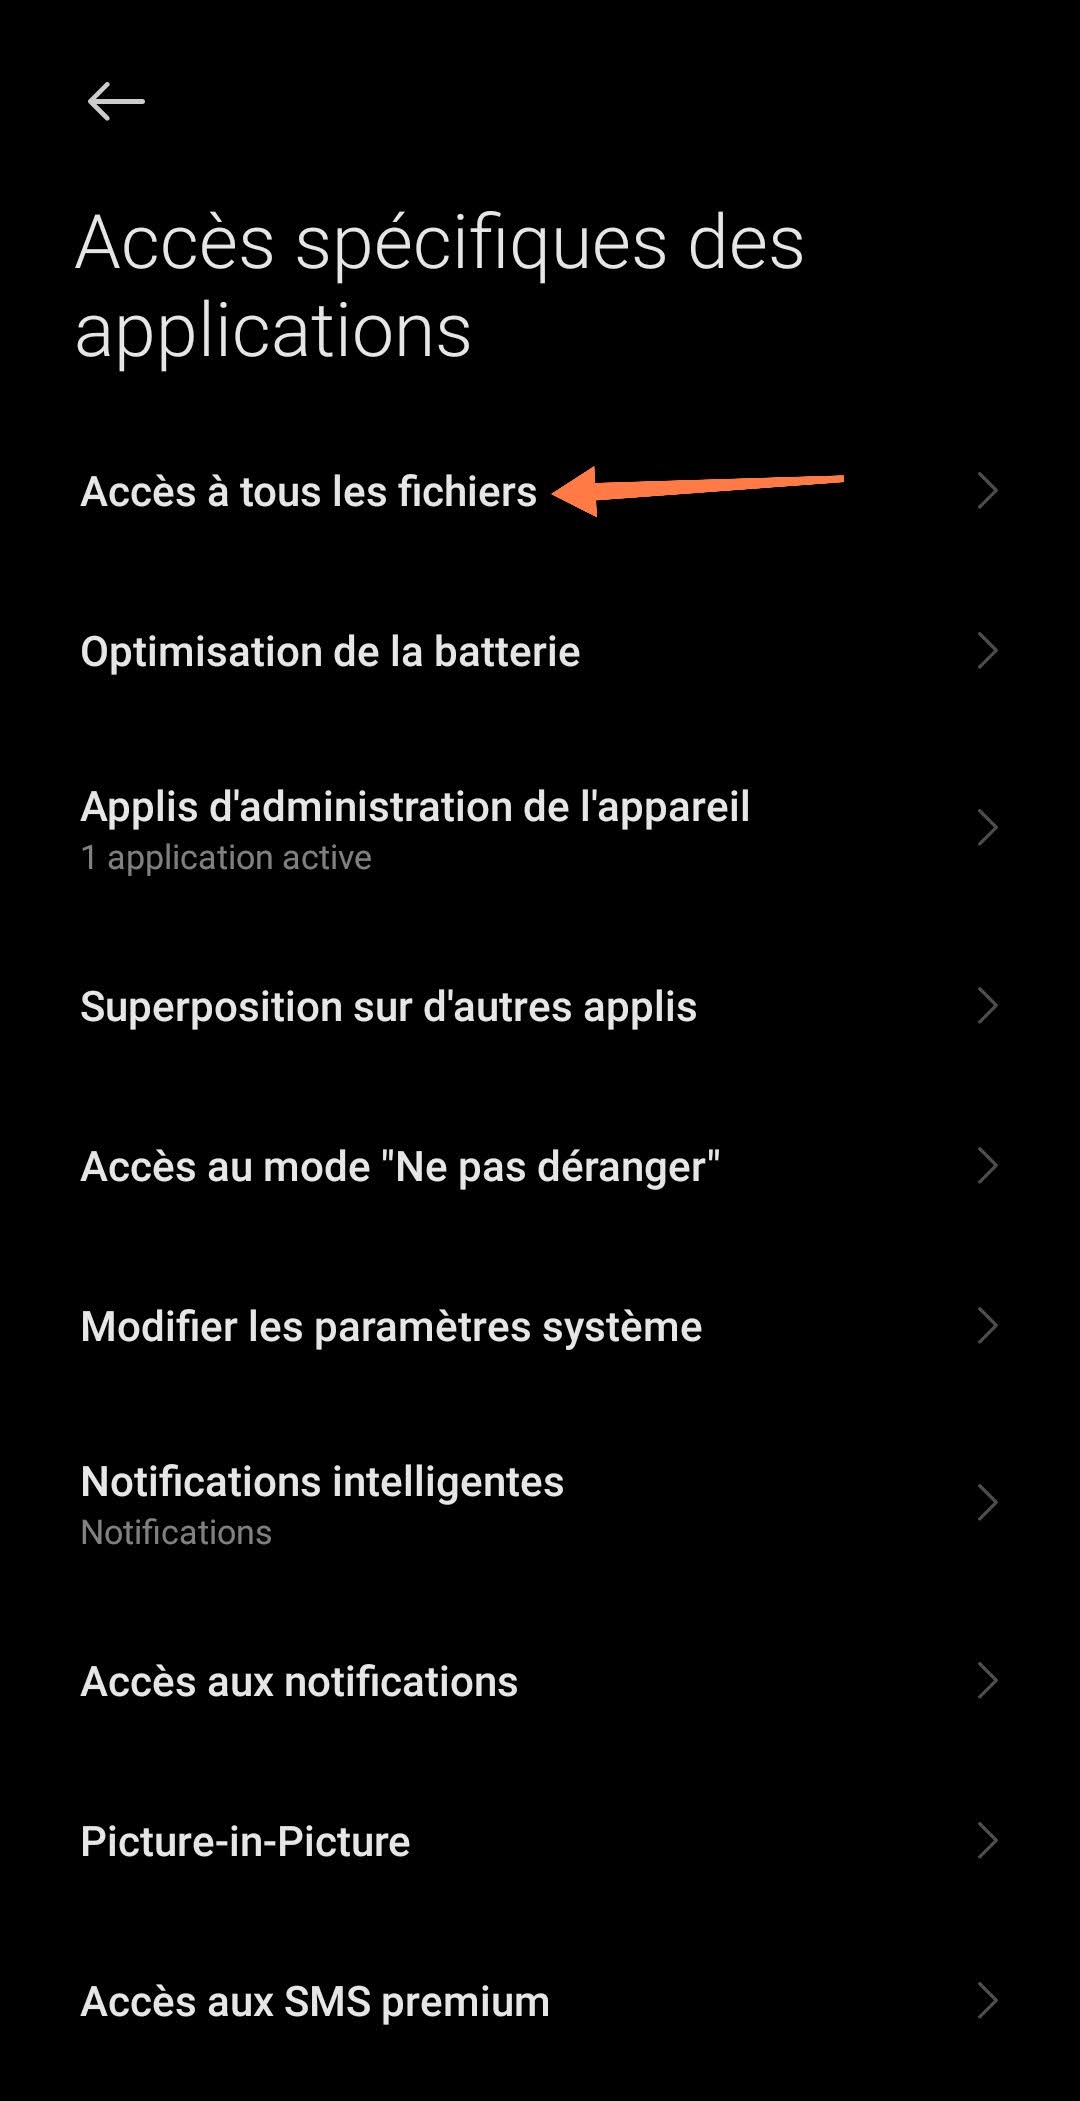 Accès spécifiques des
applications
Accès à tous les fichiers
Optimisation de la batterie
Applis d'administration de l'appareil
1 application active
Superposition sur d'autres applis
Accès au mode "Ne pas déranger"
Modifier les paramètres système
Notifications intelligentes
Notifications
Accès aux notifications
Picture-in-Picture
Accès aux SMS premium